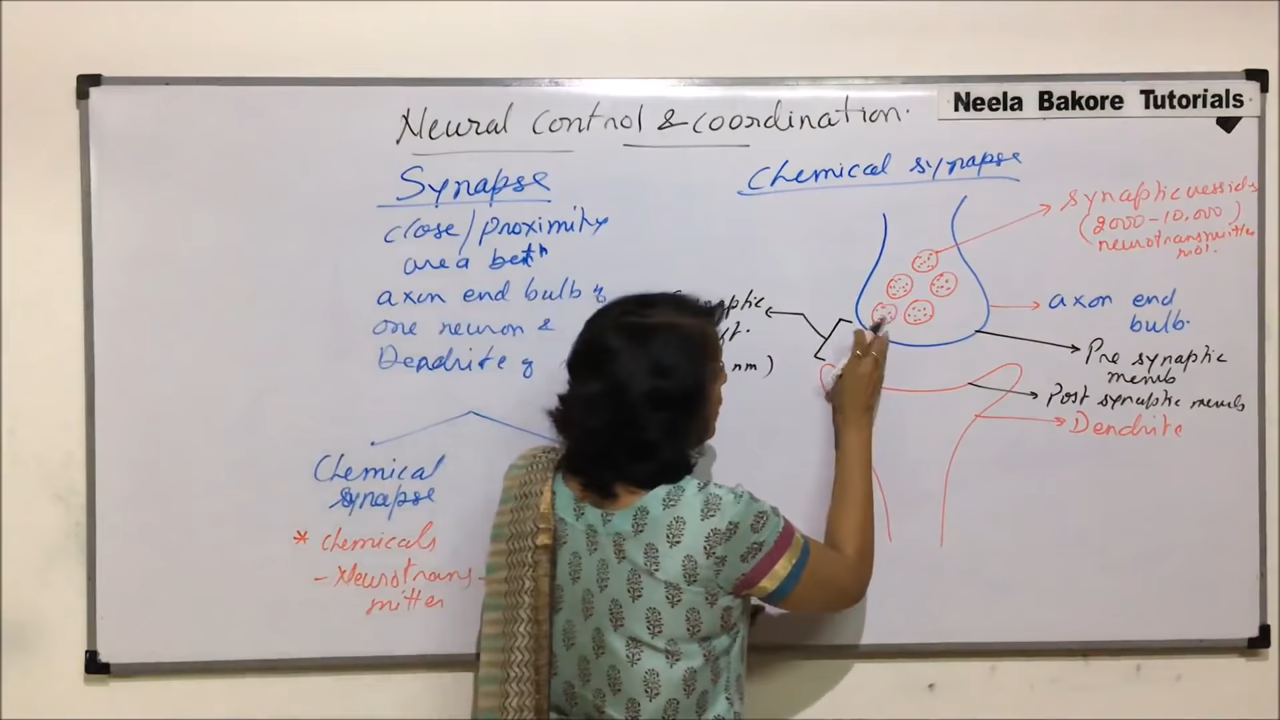 Neela Bakore Tutorials
Neural control & coordination.
Synapse
close/proximity
area betⁿ
axon end bulb of
one neuron &
Dendrite of
Chemical
synapse
* chemicals
- Neurotrans-
mitter
Chemical synapse
synaptic vessicles
(2000-10,000)
neurotransmitter
mol.
axon end
bulb.
Pre synaptic
memb
Post synaptic memb
Dendrite
nm)